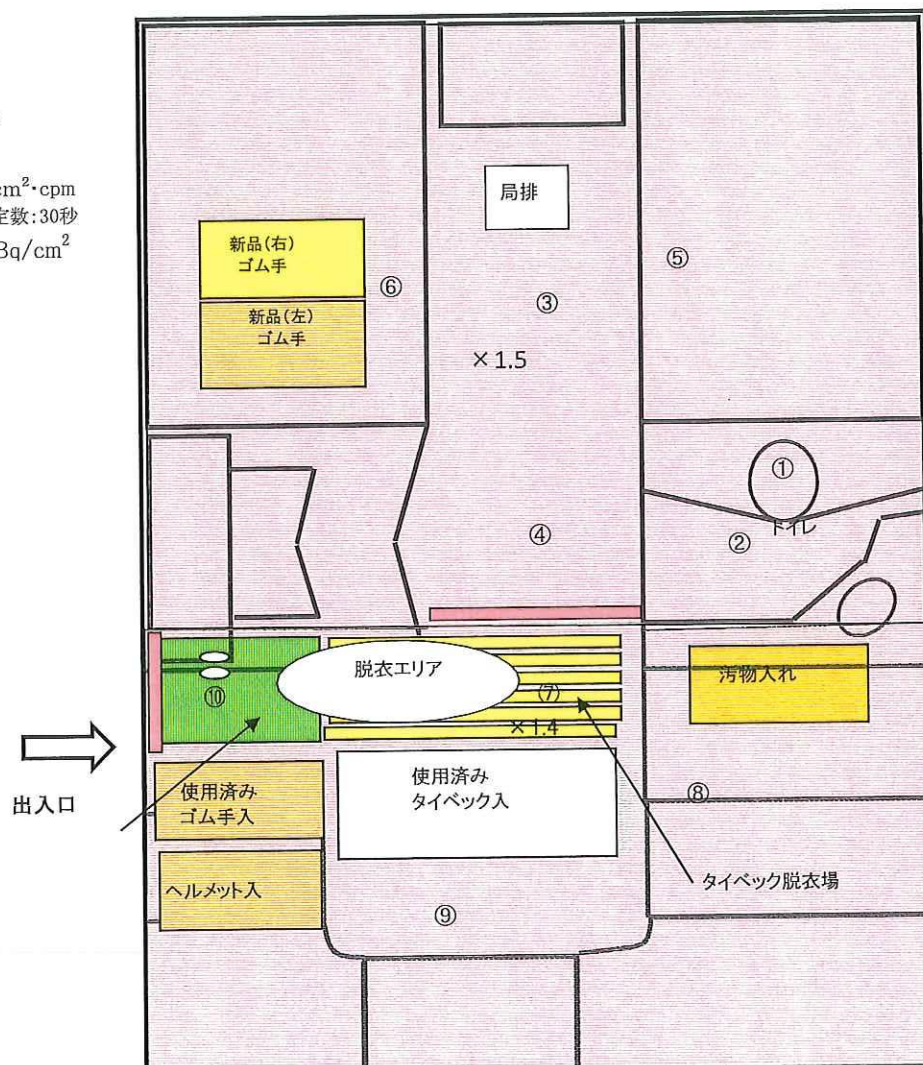 cm²・cpm
定数:30秒
Bq/cm²
局排
新品(右)
ゴム手
⑥
⑤
③
新品(左)
ゴム手
×1.5
①
トイレ
④
②
脱衣エリア
汚物入れ
⑩
⑦
×1.4
出入口
使用済み
ゴム手入
使用済み
タイベック入
⑧
ヘルメット入
タイベック脱衣場
⑨